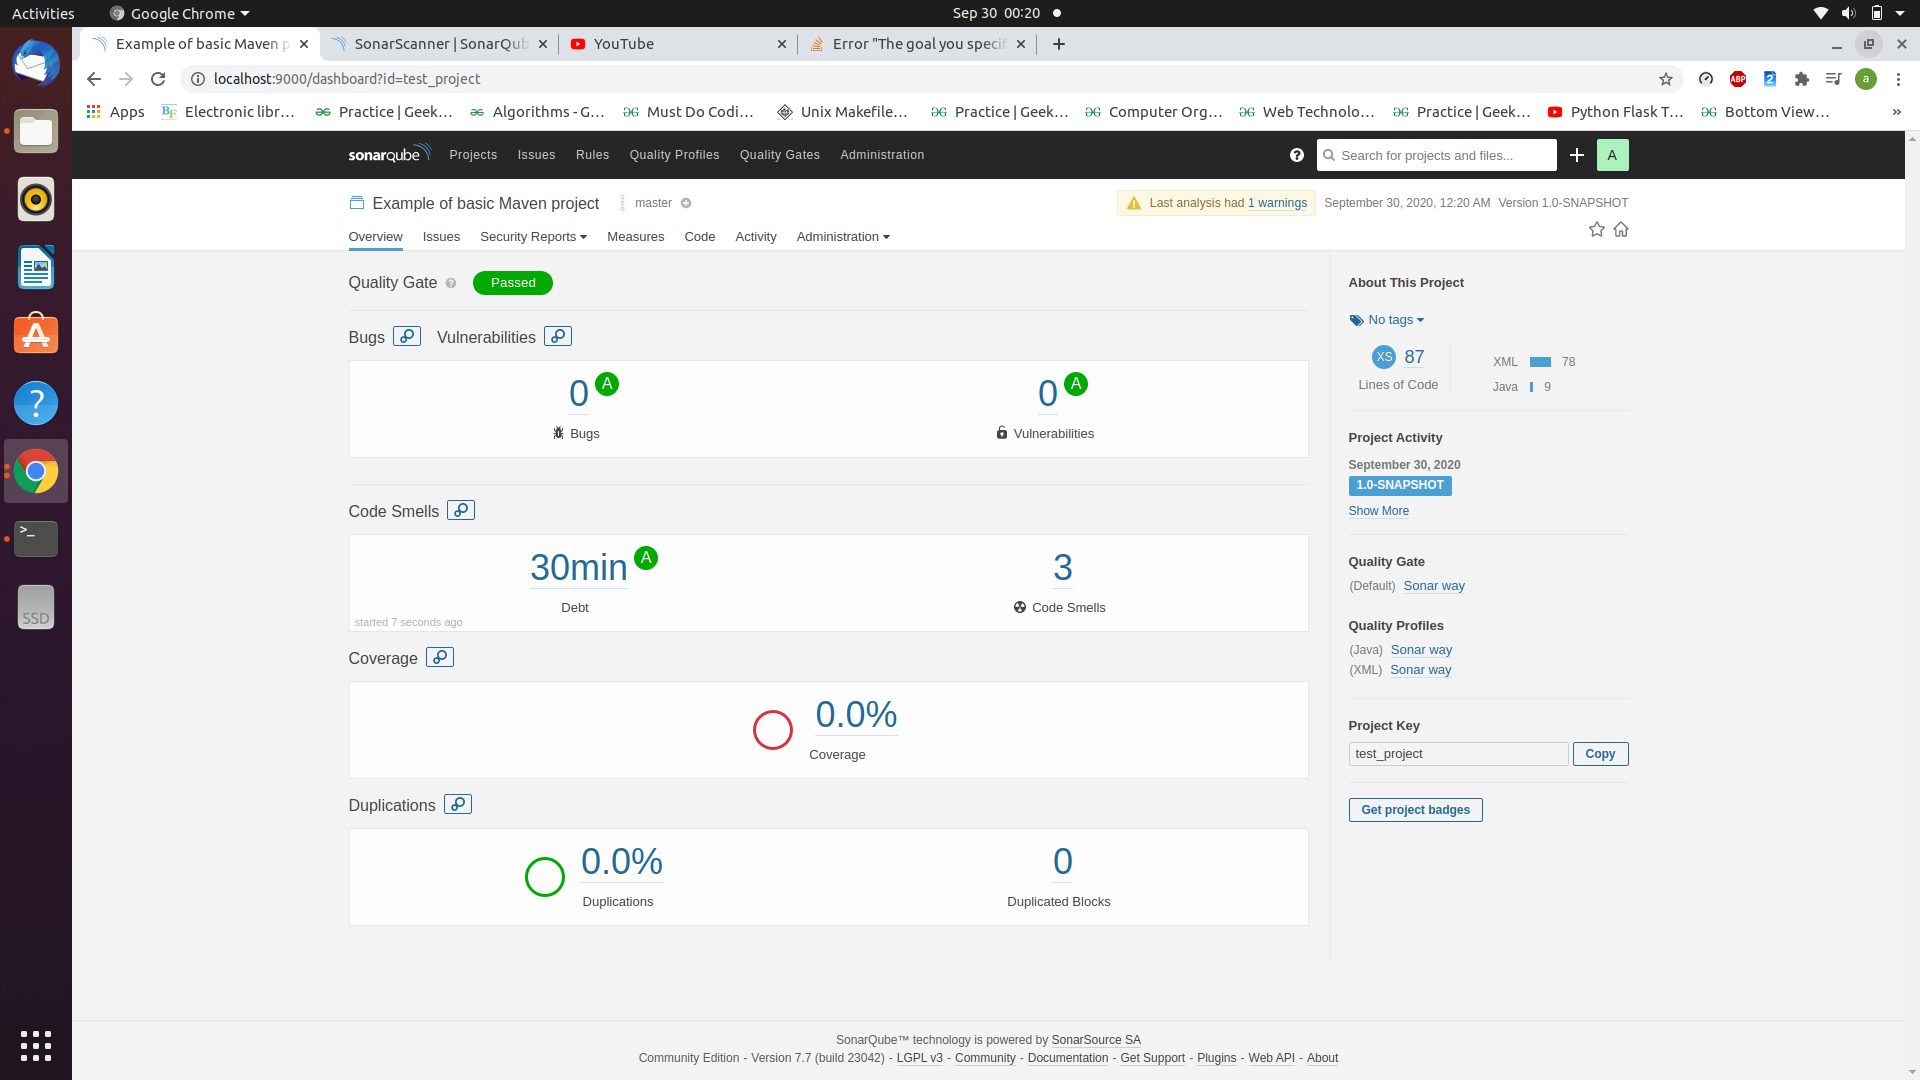 Activities
Google Chrome
Sep 30 00:20
Example of basic Maven p
SonarScanner | SonarQub
YouTube
Error "The goal you specif
localhost:9000/dashboard?id=test_project
ABP
2
a
Apps
BF
Electronic libr...
Practice | Geek...
Algorithms - G...
Must Do Codi...
Unix Makefile...
Practice | Geek...
Computer Org...
Web Technolo...
Practice | Geek...
Python Flask T...
Bottom View...
»
sonarqube
Projects
Issues
Rules
Quality Profiles
Quality Gates
Administration
?
Search for projects and files...
A
Example of basic Maven project
master
Last analysis had 1 warnings
September 30, 2020, 12:20 AM
Version 1.0-SNAPSHOT
Overview
Issues
Security Reports
Measures
Code
Activity
Administration
Quality Gate
?
Passed
Bugs
Vulnerabilities
0
A
Bugs
0
A
Vulnerabilities
Code Smells
30min
A
Debt
started 7 seconds ago
3
Code Smells
Coverage
0.0%
Coverage
Duplications
0.0%
Duplications
0
Duplicated Blocks
About This Project
No tags
XS
87
Lines of Code
XML
78
Java
9
Project Activity
September 30, 2020
1.0-SNAPSHOT
Show More
Quality Gate
(Default) Sonar way
Quality Profiles
(Java) Sonar way
(XML) Sonar way
Project Key
test_project
Copy
Get project badges
?
>_
SSD
SonarQube™ technology is powered by SonarSource SA
Community Edition - Version 7.7 (build 23042) - LGPL v3 - Community - Documentation - Get Support - Plugins - Web API - About